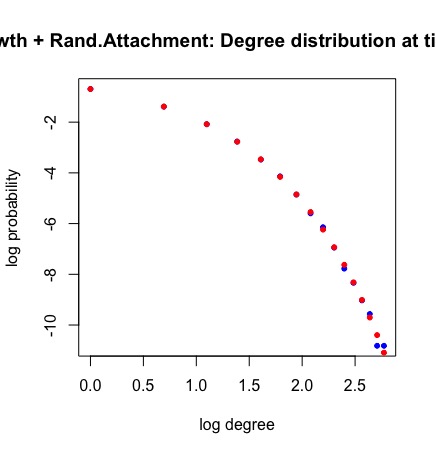 wth + Rand.Attachment: Degree distribution at ti
log probability
-2
-4
-6
-8
-10
0.0 0.5 1.0 1.5 2.0 2.5
log degree